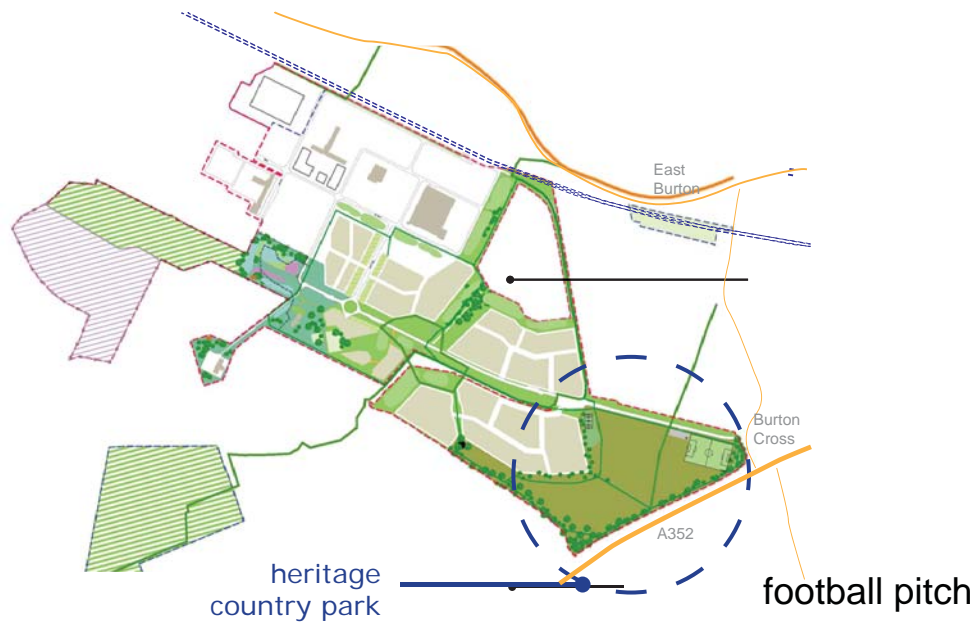 East
Burton
Burton
Cross
A352
heritage
country park
football pitch